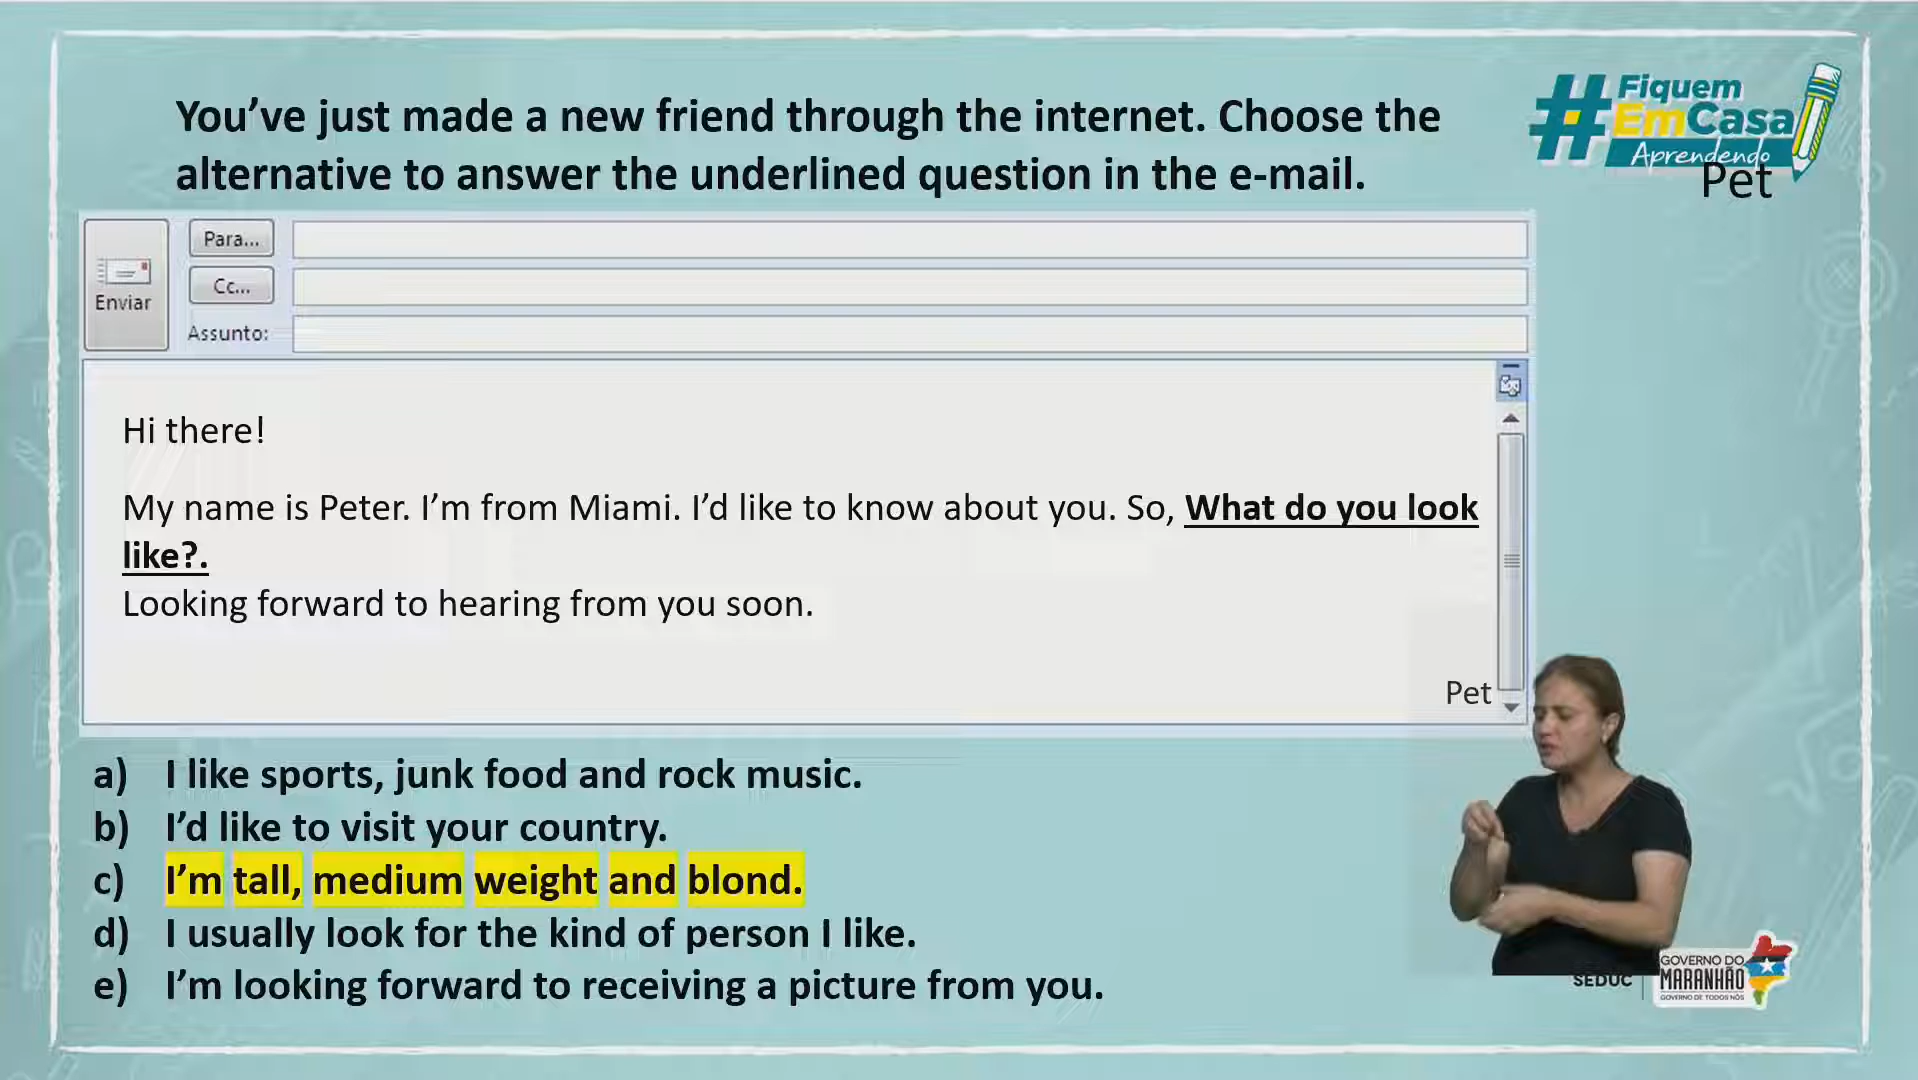 You've just made a new friend through the internet. Choose the
alternative to answer the underlined question in the e-mail.
#Fiquem
EmCasa
Aprendendo
Pet
Para...
Cc...
Enviar
Assunto:
Hi there!
My name is Peter. I'm from Miami. I'd like to know about you. So, What do you look
like?.
Looking forward to hearing from you soon.
Pet
a) I like sports, junk food and rock music.
b) I'd like to visit your country.
c) I'm tall, medium weight and blond.
d) I usually look for the kind of person I like.
e) I'm looking forward to receiving a picture from you.
SEDUC
GOVERNO DO
MARANHÃO
GOVERNO DE TODOS NÓS